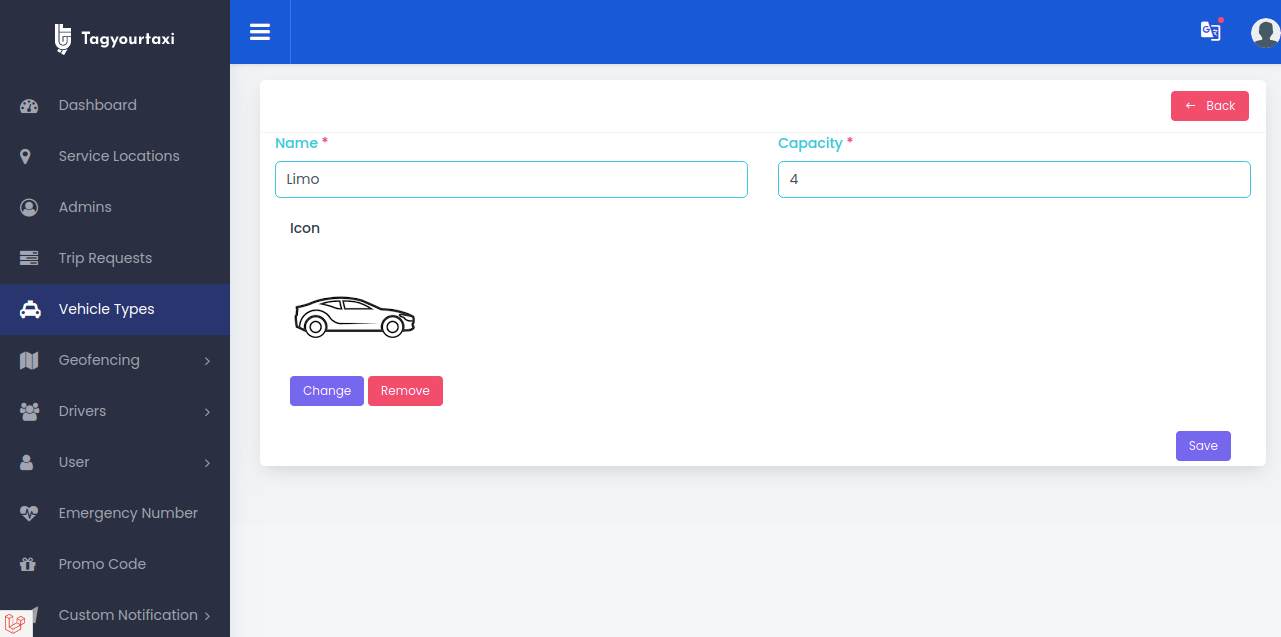 Tagyourtaxi
Dashboard
Service Locations
Admins
Trip Requests
Vehicle Types
Geofencing
Drivers
User
Emergency Number
Promo Code
Custom Notification
← Back
Name * Capacity *
Limo 4
Icon
Change Remove
Save